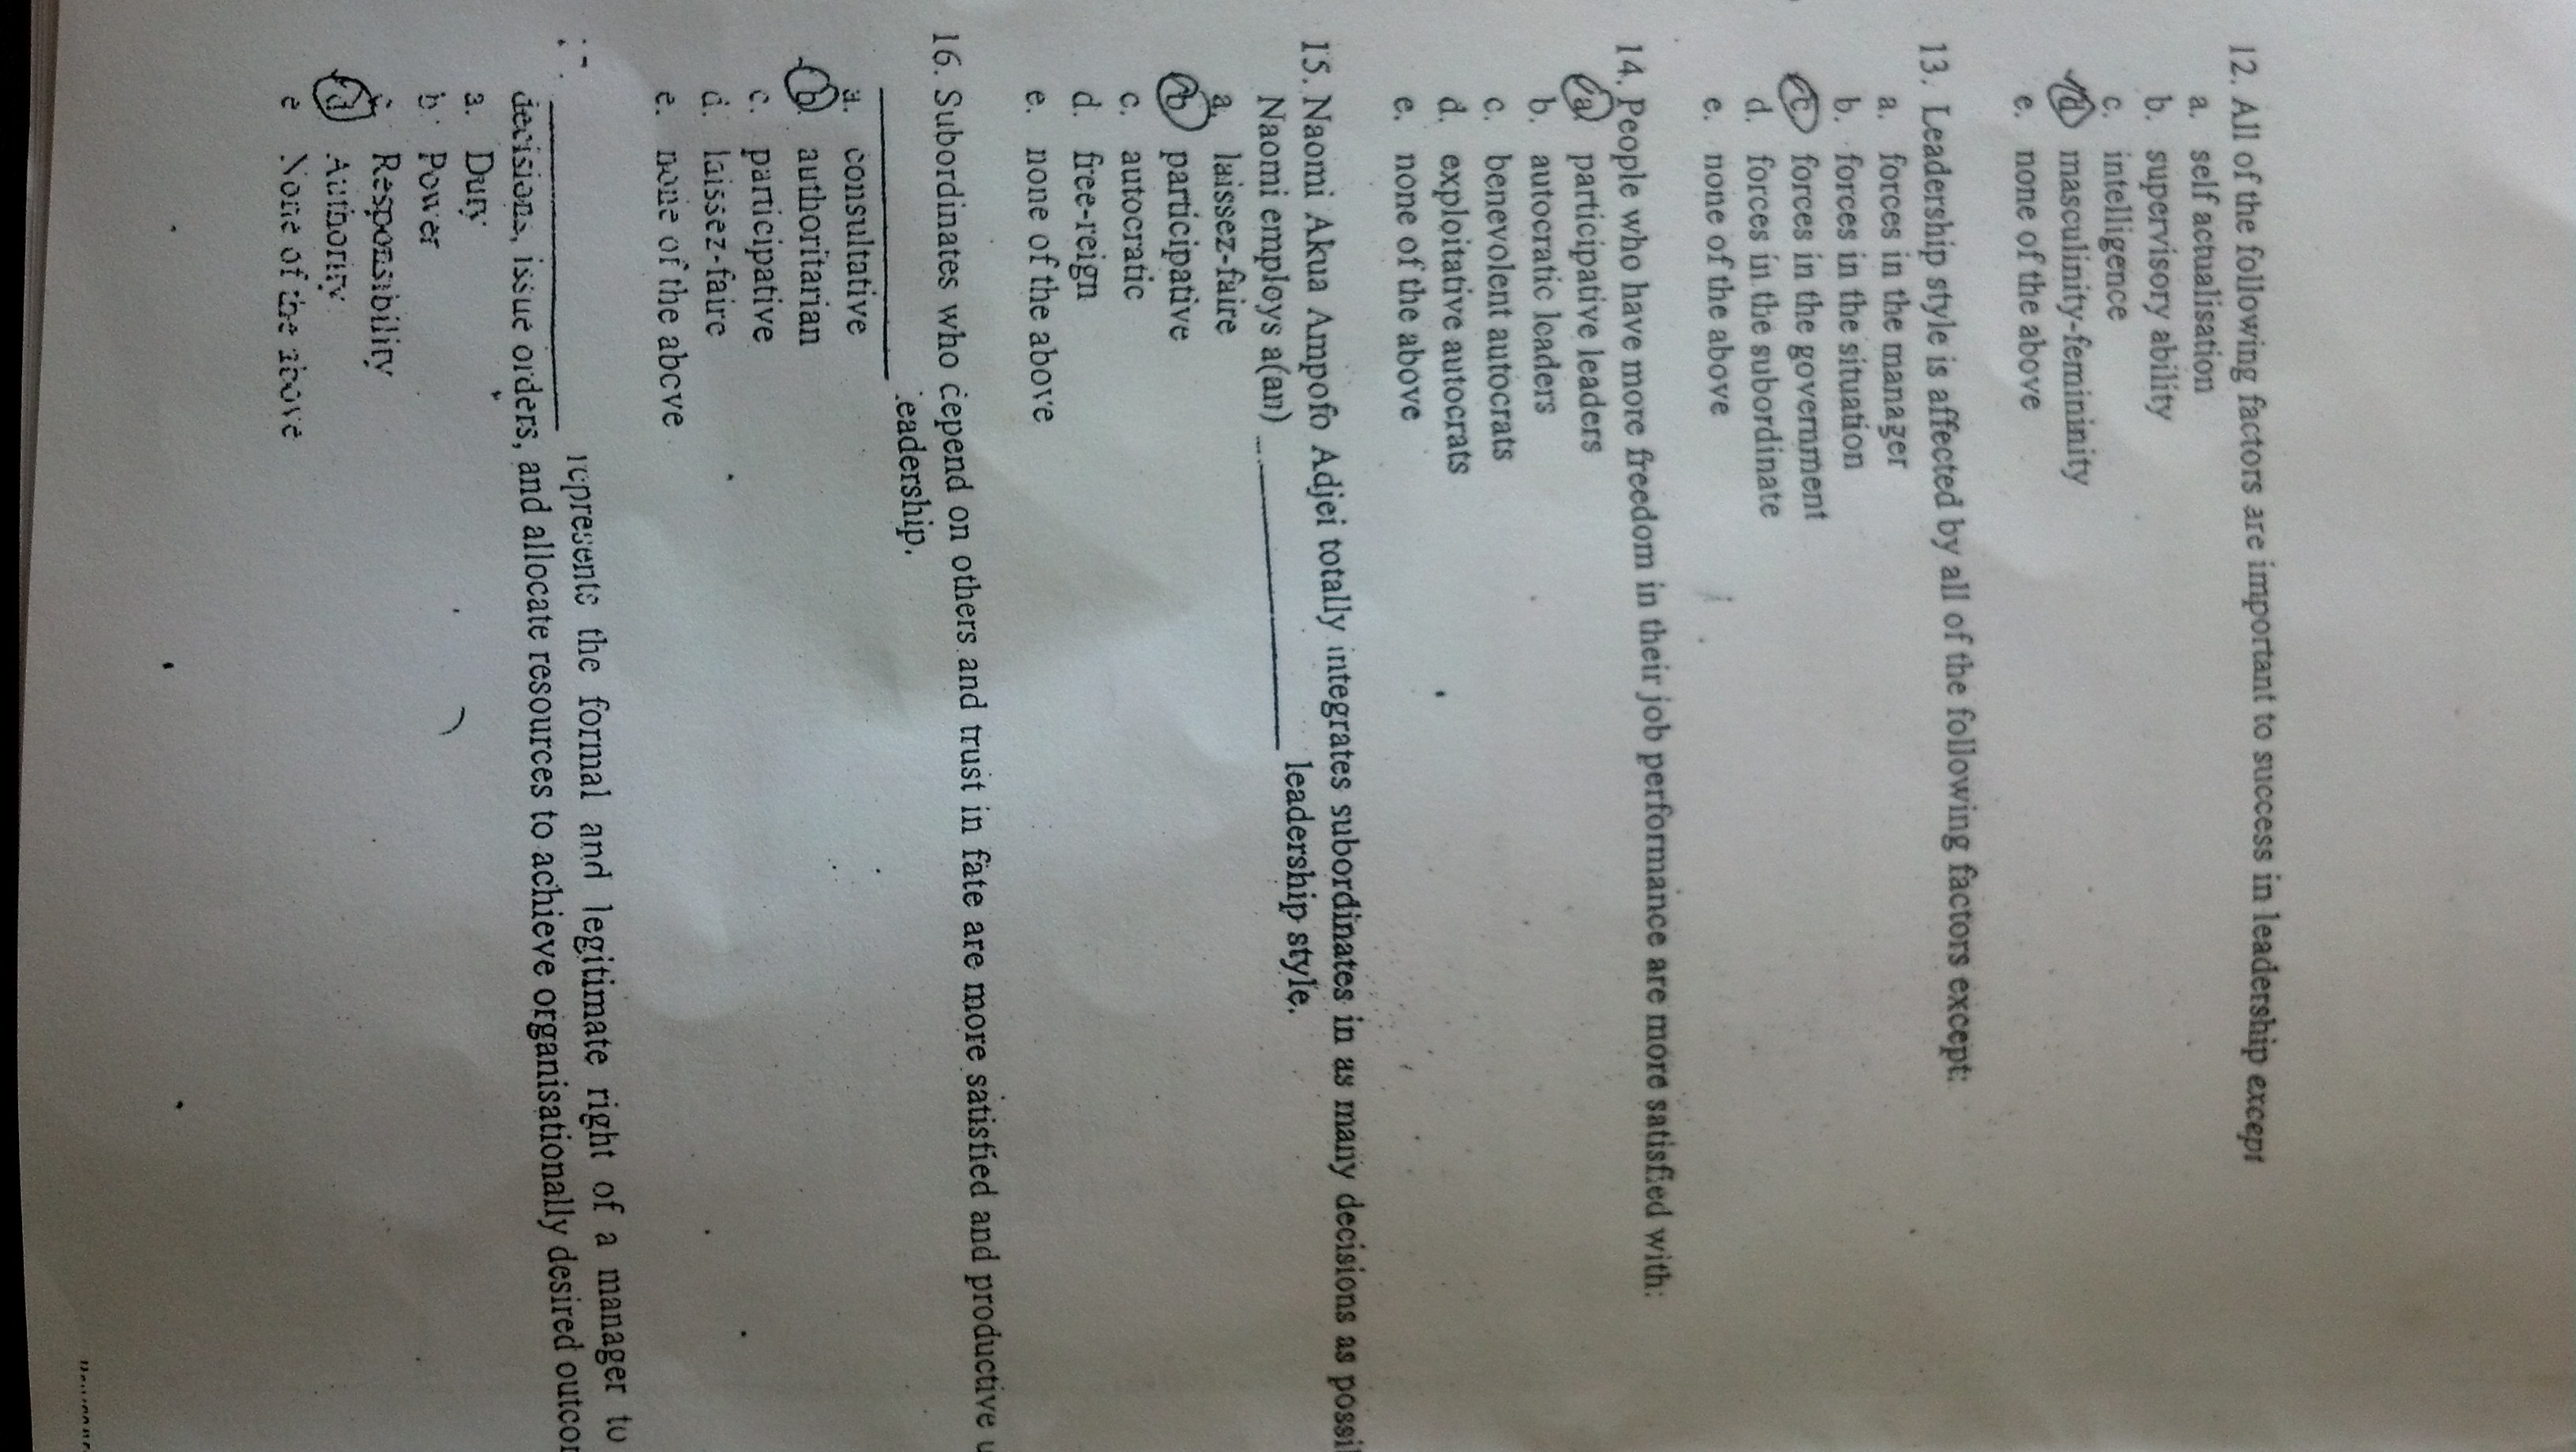 12. All of the following factors are important to success in leadership except
a. self actualisation
b. supervisory ability
c. intelligence
d masculinity-femininity
e. none of the above
13. Leadership style is affected by all of the following factors except:
a. forces in the manager
b. forces in the situation
c forces in the government
d. forces in the subordinate
e. none of the above
14. People who have more freedom in their job performance are more satisfied with:
a. participative leaders
b. autocratic leaders
c. benevolent autocrats
d. exploitative autocrats
e. none of the above
15. Naomi Akua Ampofo Adjei totally integrates subordinates in as many decisions as possi
Naomi employs a(an) ____________ leadership style.
a. laissez-faire
b participative
c. autocratic
d. free-reign
e. none of the above
16. Subordinates who depend on others and trust in fate are more satisfied and productive u
____________ leadership.
a. consultative
b. authoritarian
c. participative
d. laissez-faire
e. none of the above
____________ represents the formal and legitimate right of a manager to
decisions, issue orders, and allocate resources to achieve organisationally desired outco
a. Duty
b. Power
c Responsibility
d Authority
e None of the above